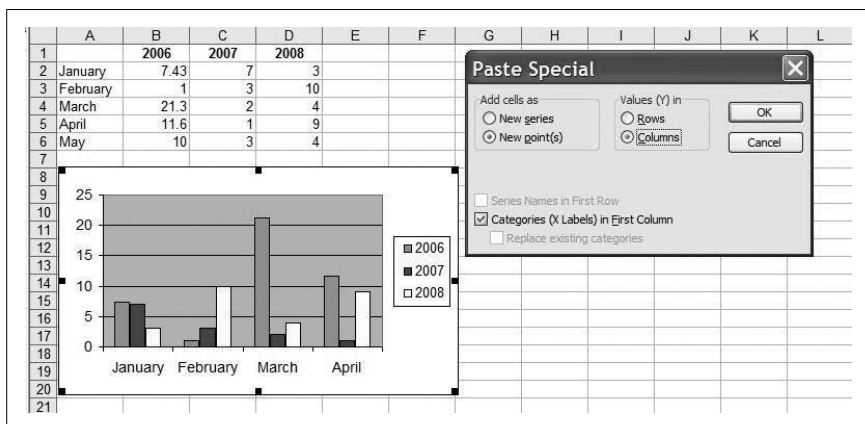 A B C D E F G H I J K L
1 2006 2007 2008
2 January 7.43 7 3
3 February 1 3 10
4 March 21.3 2 4
5 April 11.6 1 9
6 May 10 3 4
7
8
9
10
11
12
13
14
15
16
17
18
19
20
21
25
20
15
10
5
0
January February March April
2006
2007
2008
Paste Special
Add cells as
New series
New point(s)
Values (Y) in
Rows
Columns
OK
Cancel
Series Names in First Row
Categories (X Labels) in First Column
Replace existing categories